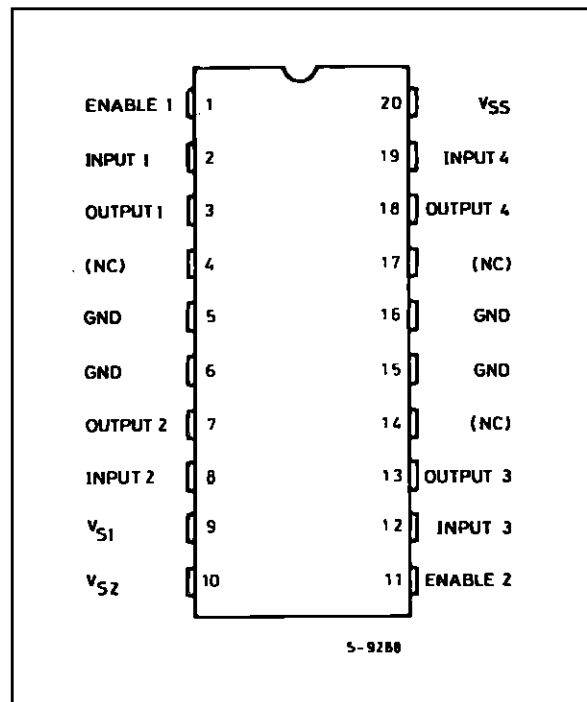 ENABLE 1 1 20 VSS
INPUT 1 2 19 INPUT 4
OUTPUT 1 3 18 OUTPUT 4
(NC) 4 17 (NC)
GND 5 16 GND
GND 6 15 GND
OUTPUT 2 7 14 (NC)
INPUT 2 8 13 OUTPUT 3
VS1 9 12 INPUT 3
VS2 10 11 ENABLE 2
5-9288